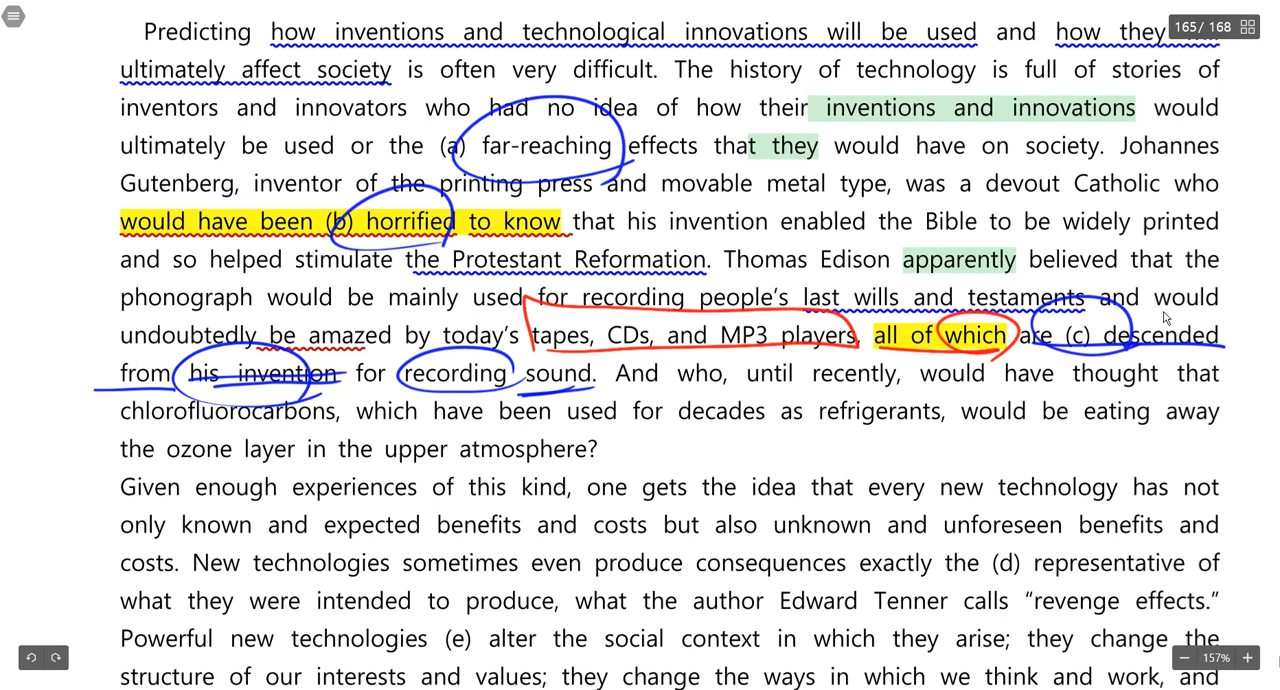 Predicting how inventions and technological innovations will be used and how they
165/ 168
ultimately affect society is often very difficult. The history of technology is full of stories of
inventors and innovators who had no idea of how their inventions and innovations would
ultimately be used or the (a) far-reaching effects that they would have on society. Johannes
Gutenberg, inventor of the printing press and movable metal type, was a devout Catholic who
would have been (b) horrified to know that his invention enabled the Bible to be widely printed
and so helped stimulate the Protestant Reformation. Thomas Edison apparently believed that the
phonograph would be mainly used for recording people's last wills and testaments and would
undoubtedly be amazed by today's tapes, CDs, and MP3 players, all of which are (c) descended
from his invention for recording sound. And who, until recently, would have thought that
chlorofluorocarbons, which have been used for decades as refrigerants, would be eating away
the ozone layer in the upper atmosphere?
Given enough experiences of this kind, one gets the idea that every new technology has not
only known and expected benefits and costs but also unknown and unforeseen benefits and
costs. New technologies sometimes even produce consequences exactly the (d) representative of
what they were intended to produce, what the author Edward Tenner calls “revenge effects.”
Powerful new technologies (e) alter the social context in which they arise; they change the
structure of our interests and values; they change the ways in which we think and work, and
157%